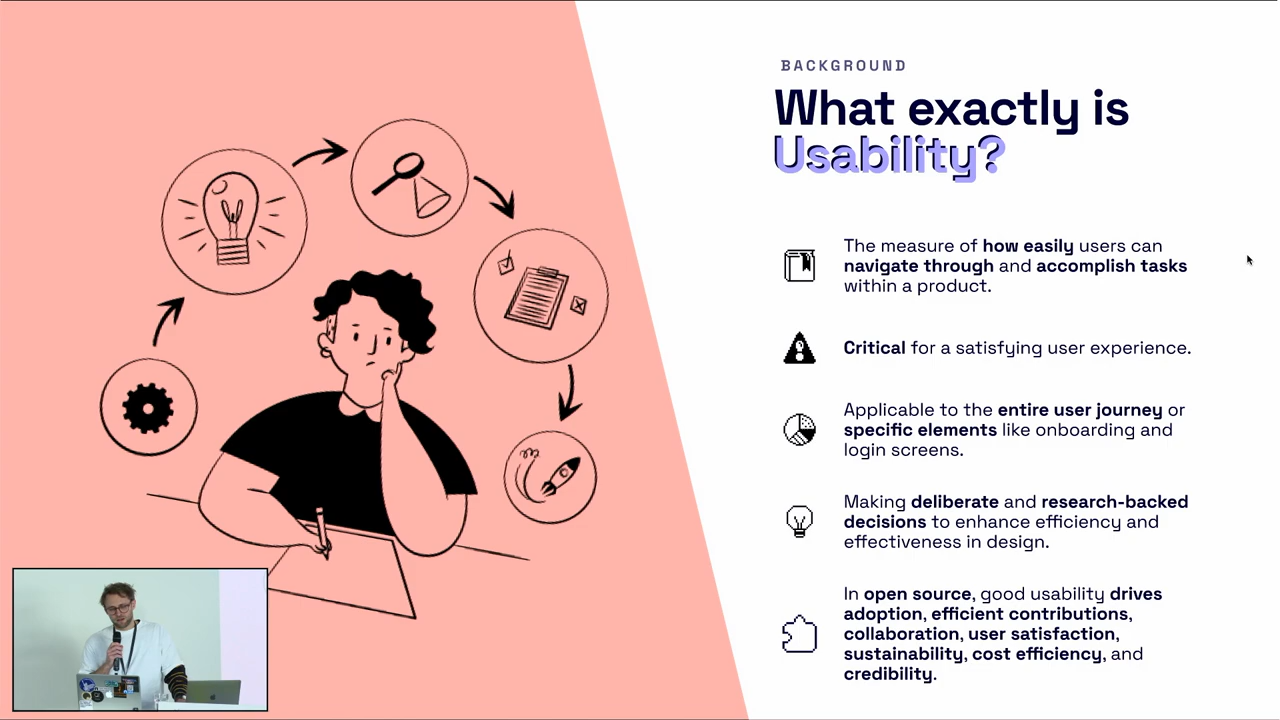 BACKGROUND
What exactly is
Usability?
The measure of how easily users can
navigate through and accomplish tasks
within a product.
Critical for a satisfying user experience.
Applicable to the entire user journey or
specific elements like onboarding and
login screens.
Making deliberate and research-backed
decisions to enhance efficiency and
effectiveness in design.
In open source, good usability drives
adoption, efficient contributions,
collaboration, user satisfaction,
sustainability, cost efficiency, and
credibility.